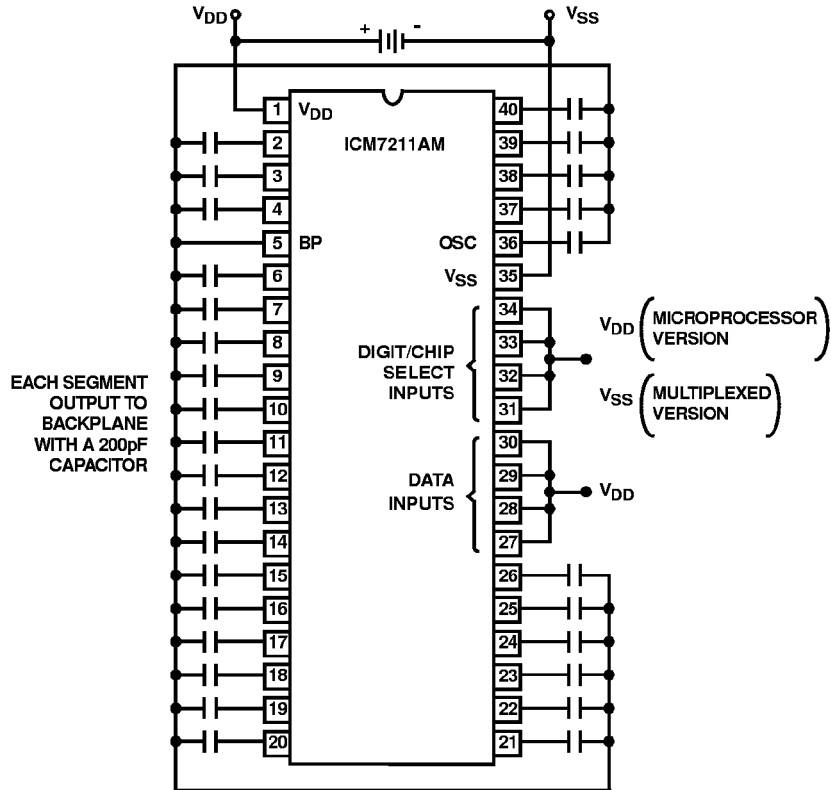 VDD
+ -
VSS
1 VDD 40
2 ICM7211AM 39
3 38
4 37
5 BP OSC 36
6 VSS 35
7 34
8 33
9 32
10 31
11 30
12 29
13 28
14 27
15 26
16 25
17 24
18 23
19 22
20 21
DIGIT/CHIP
SELECT
INPUTS
DATA
INPUTS
VDD (MICROPROCESSOR
VERSION)
VSS (MULTIPLEXED
VERSION)
VDD
EACH SEGMENT
OUTPUT TO
BACKPLANE
WITH A 200pF
CAPACITOR